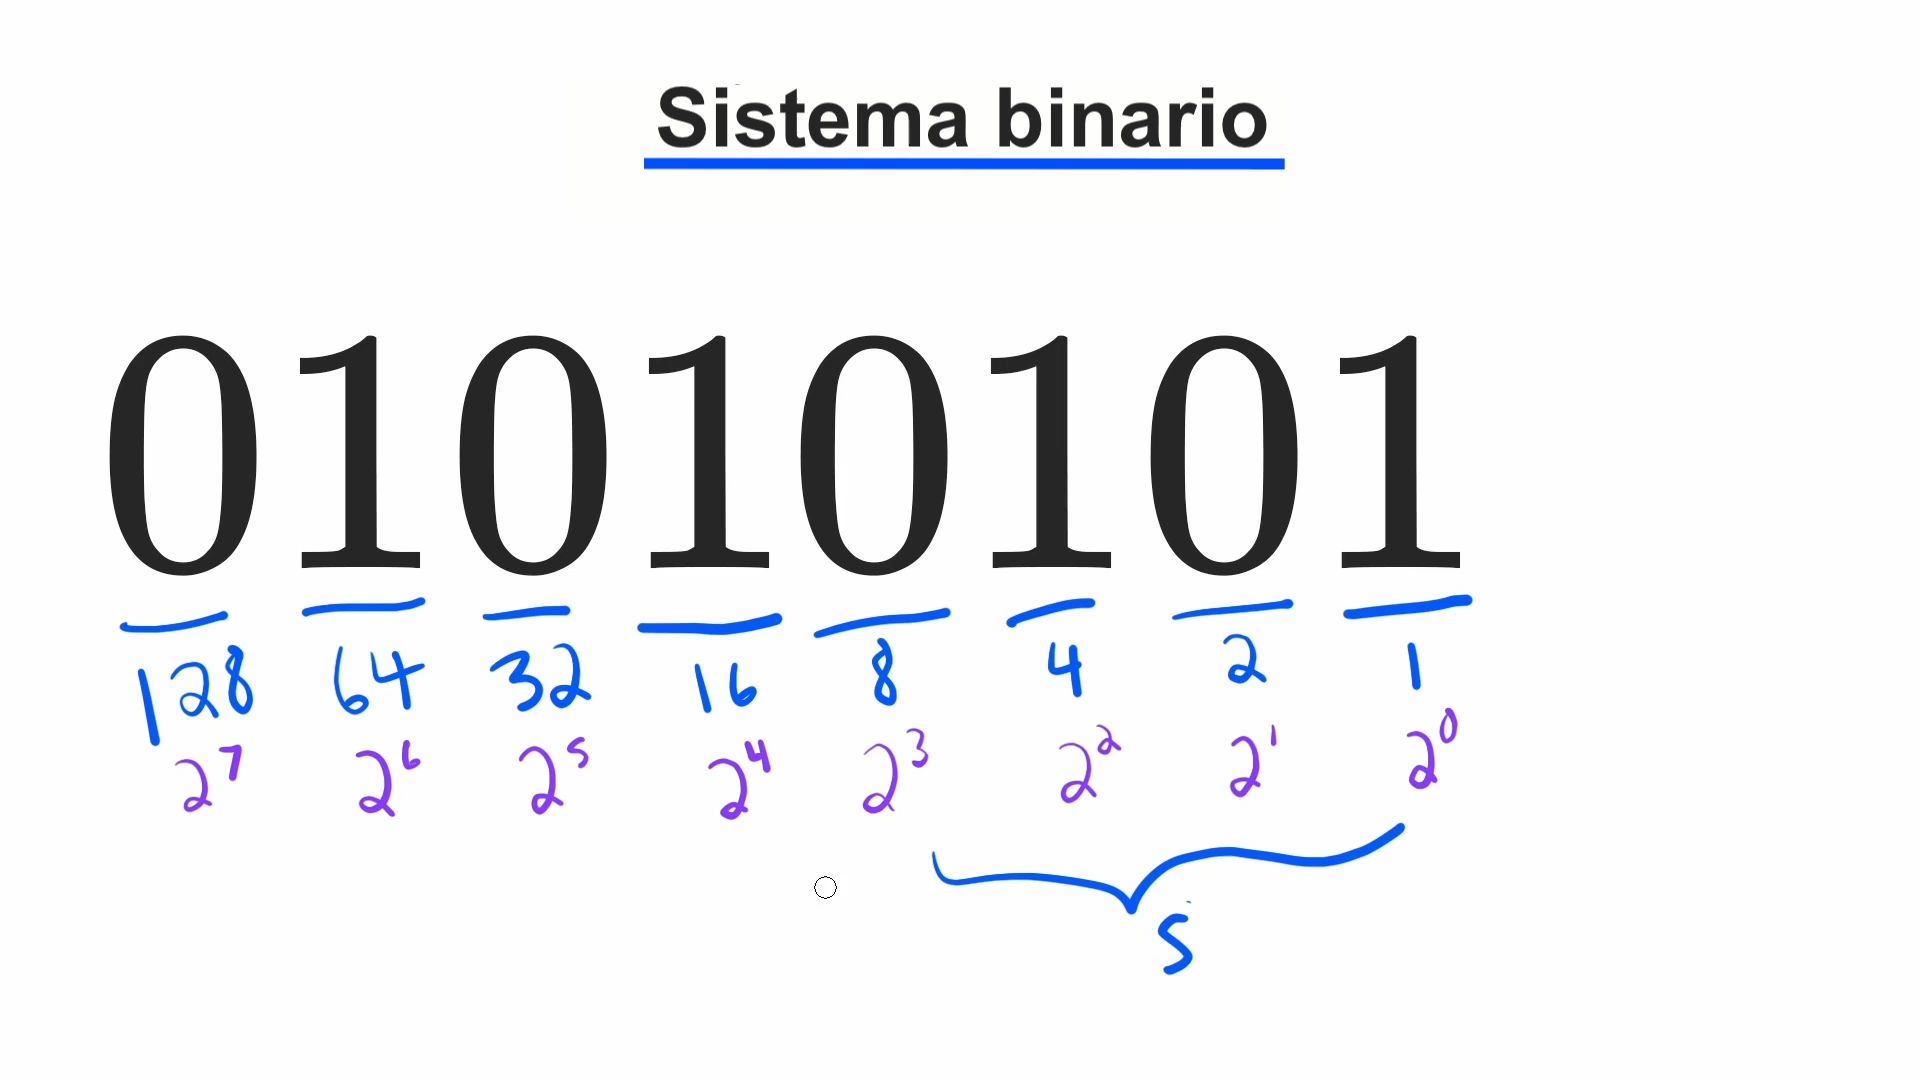 Sistema binario
01010101
128 64 32 16 8 4 2 1
2⁷ 2⁶ 2⁵ 2⁴ 2³ 2² 2¹ 2⁰
5